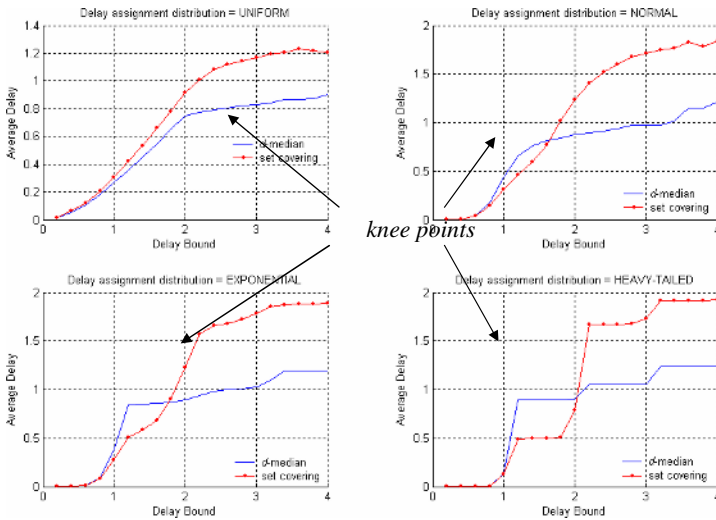 Delay assignment distribution = UNIFORM
1.4
1.2
1
0.8
0.6
0.4
0.2
0
Average Delay
d-median
set covering
0
1
2
3
4
Delay Bound
Delay assignment distribution = NORMAL
2
1.5
1
0.5
0
Average Delay
d-median
set covering
0
1
2
3
4
Delay Bound
knee points
Delay assignment distribution = EXPONENTIAL
2
1.5
1
0.5
0
Average Delay
d-median
set covering
0
1
2
3
4
Delay Bound
Delay assignment distribution = HEAVY-TAILED
2
1.5
1
0.5
0
Average Delay
d-median
set covering
0
1
2
3
4
Delay Bound